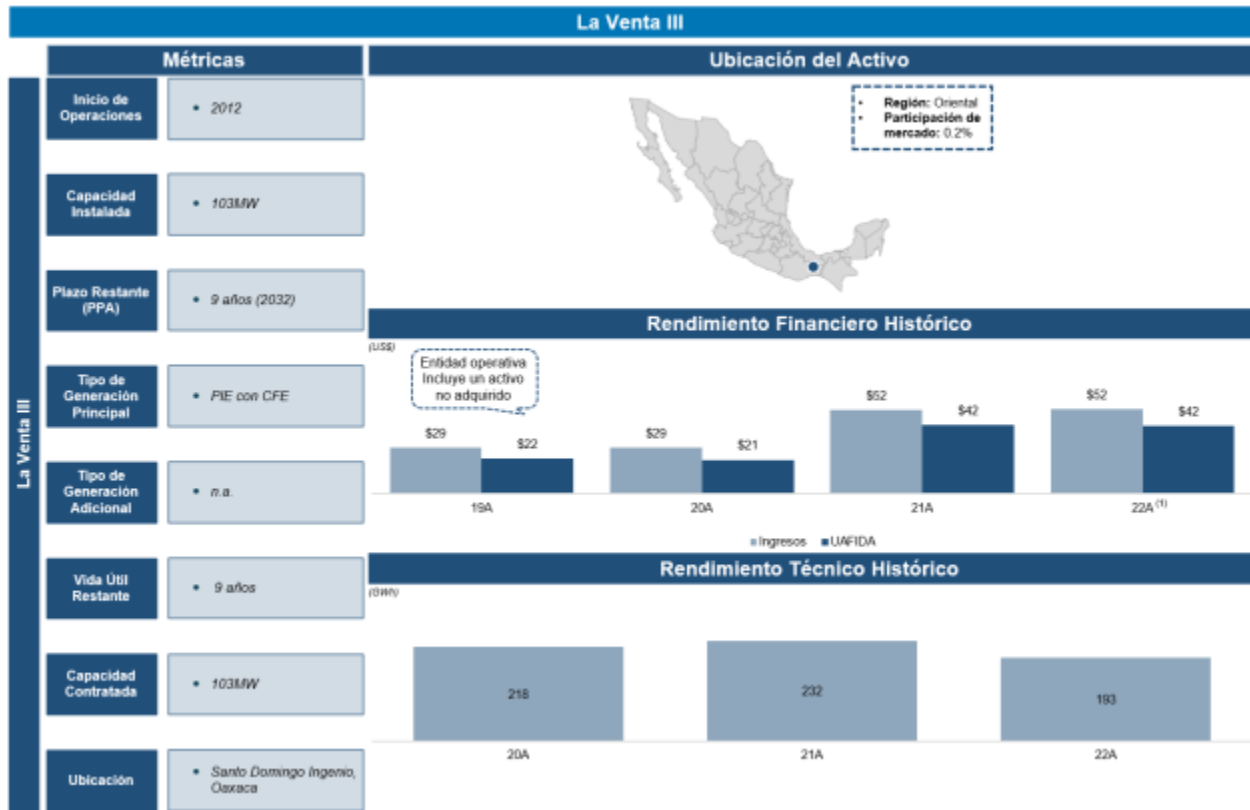 La Venta III
Métricas
Ubicación del Activo
La Venta III
Inicio de
Operaciones
• 2012
Capacidad
Instalada
• 103MW
Plazo Restante
(PPA)
• 9 años (2032)
Tipo de
Generación
Principal
• PIE con CFE
Tipo de
Generación
Adicional
• n.a.
Vida Útil
Restante
• 9 años
Capacidad
Contratada
• 103MW
Ubicación
• Santo Domingo Ingenio,
Oaxaca
• Región: Oriental
• Participación de
mercado: 0.2%
Rendimiento Financiero Histórico
(US$)
Entidad operativa
Incluye un activo
no adquirido
$29
$22
$29
$21
$52
$42
$52
$42
19A
20A
21A
22A (1)
Ingresos
UAFIDA
Rendimiento Técnico Histórico
(GWh)
218
232
193
20A
21A
22A